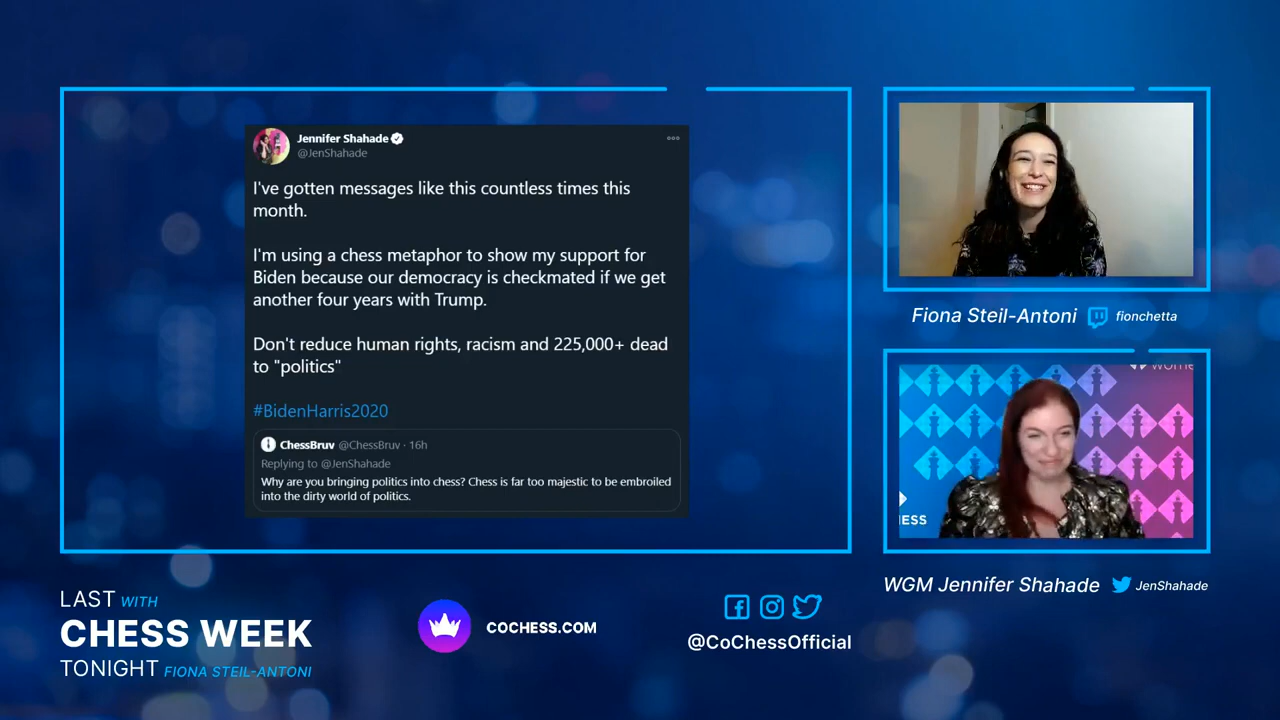 Jennifer Shahade
@JenShahade
I've gotten messages like this countless times this
month.
I'm using a chess metaphor to show my support for
Biden because our democracy is checkmated if we get
another four years with Trump.
Don't reduce human rights, racism and 225,000+ dead
to "politics"
#BidenHarris2020
ChessBruv @ChessBruv · 16h
Replying to @JenShahade
Why are you bringing politics into chess? Chess is far too majestic to be embroiled
into the dirty world of politics.
Fiona Steil-Antoni fionchetta
WGM Jennifer Shahade JenShahade
LAST WITH
CHESS WEEK
TONIGHT FIONA STEIL-ANTONI
COCHESS.COM
@CoChessOfficial